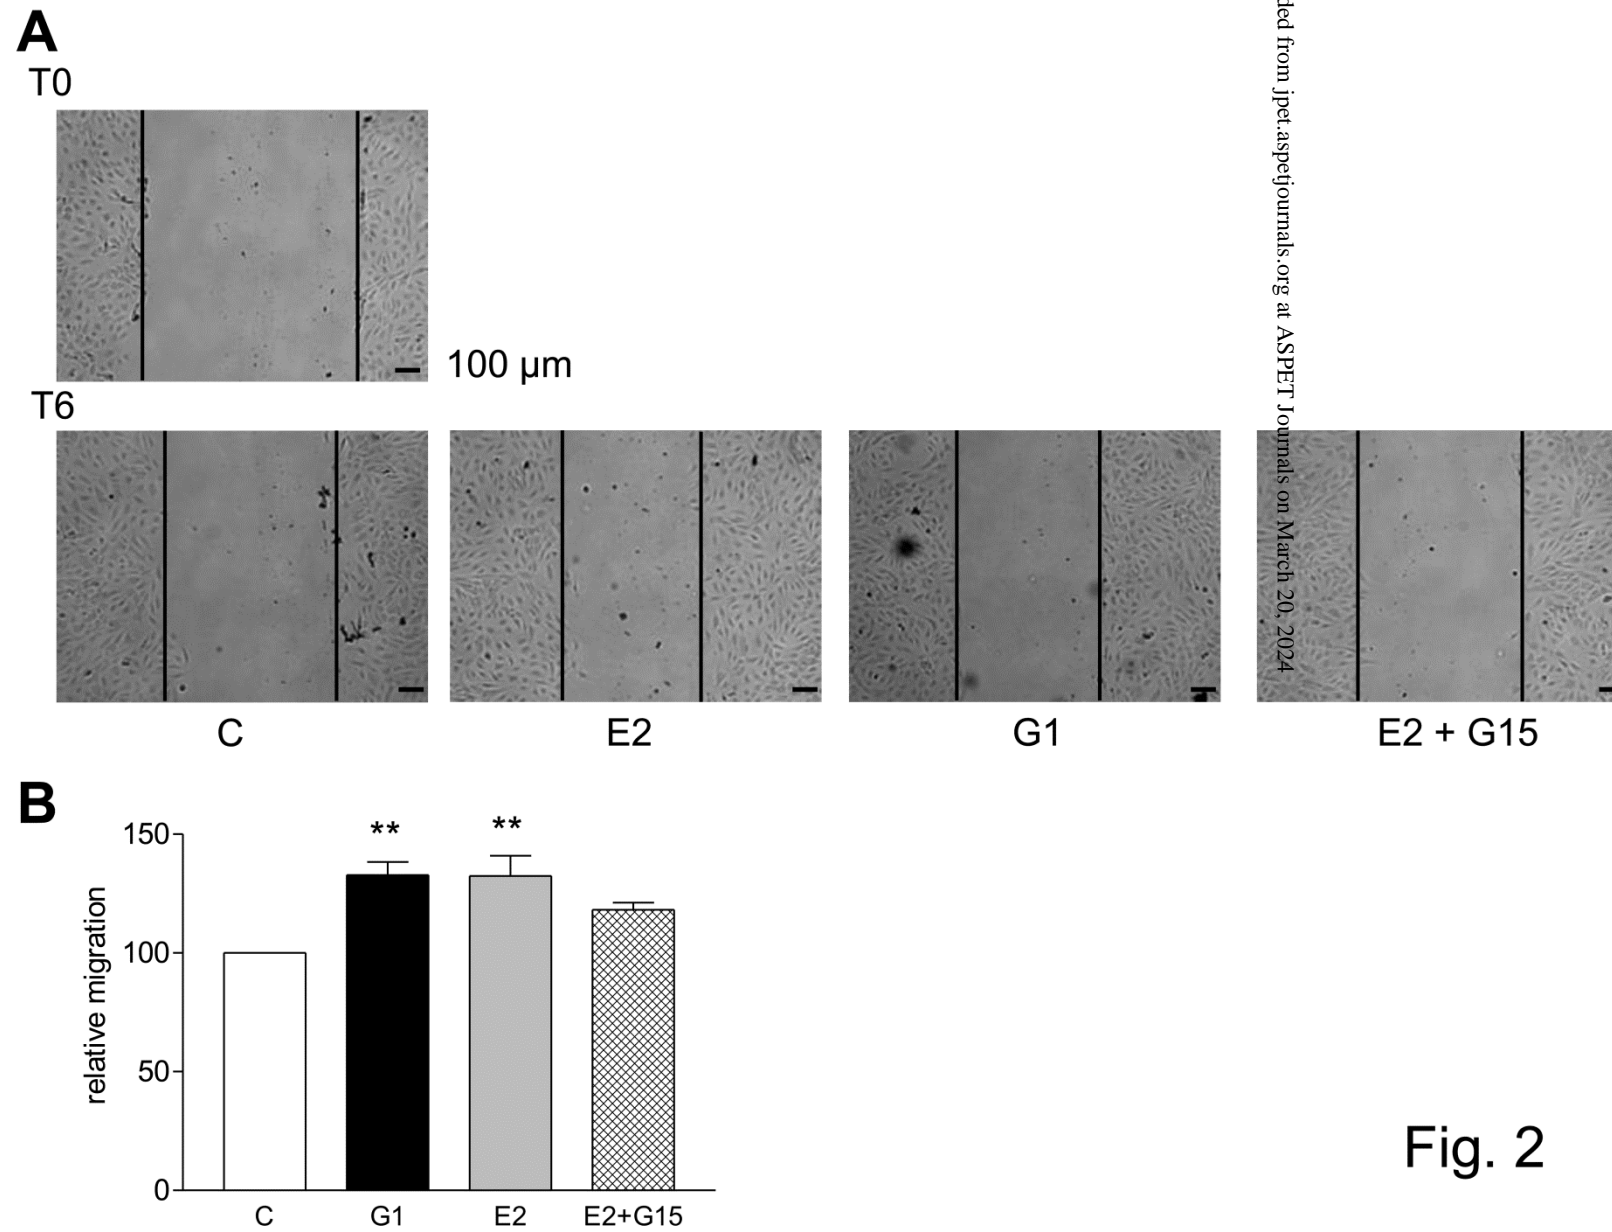 A
T0
100 µm
T6
C
E2
G1
E2 + G15
ded from jpet.aspetjournals.org at ASPET Journals on March 20, 2024
B
150
100
50
0
relative migration
**
**
C
G1
E2
E2+G15
Fig. 2